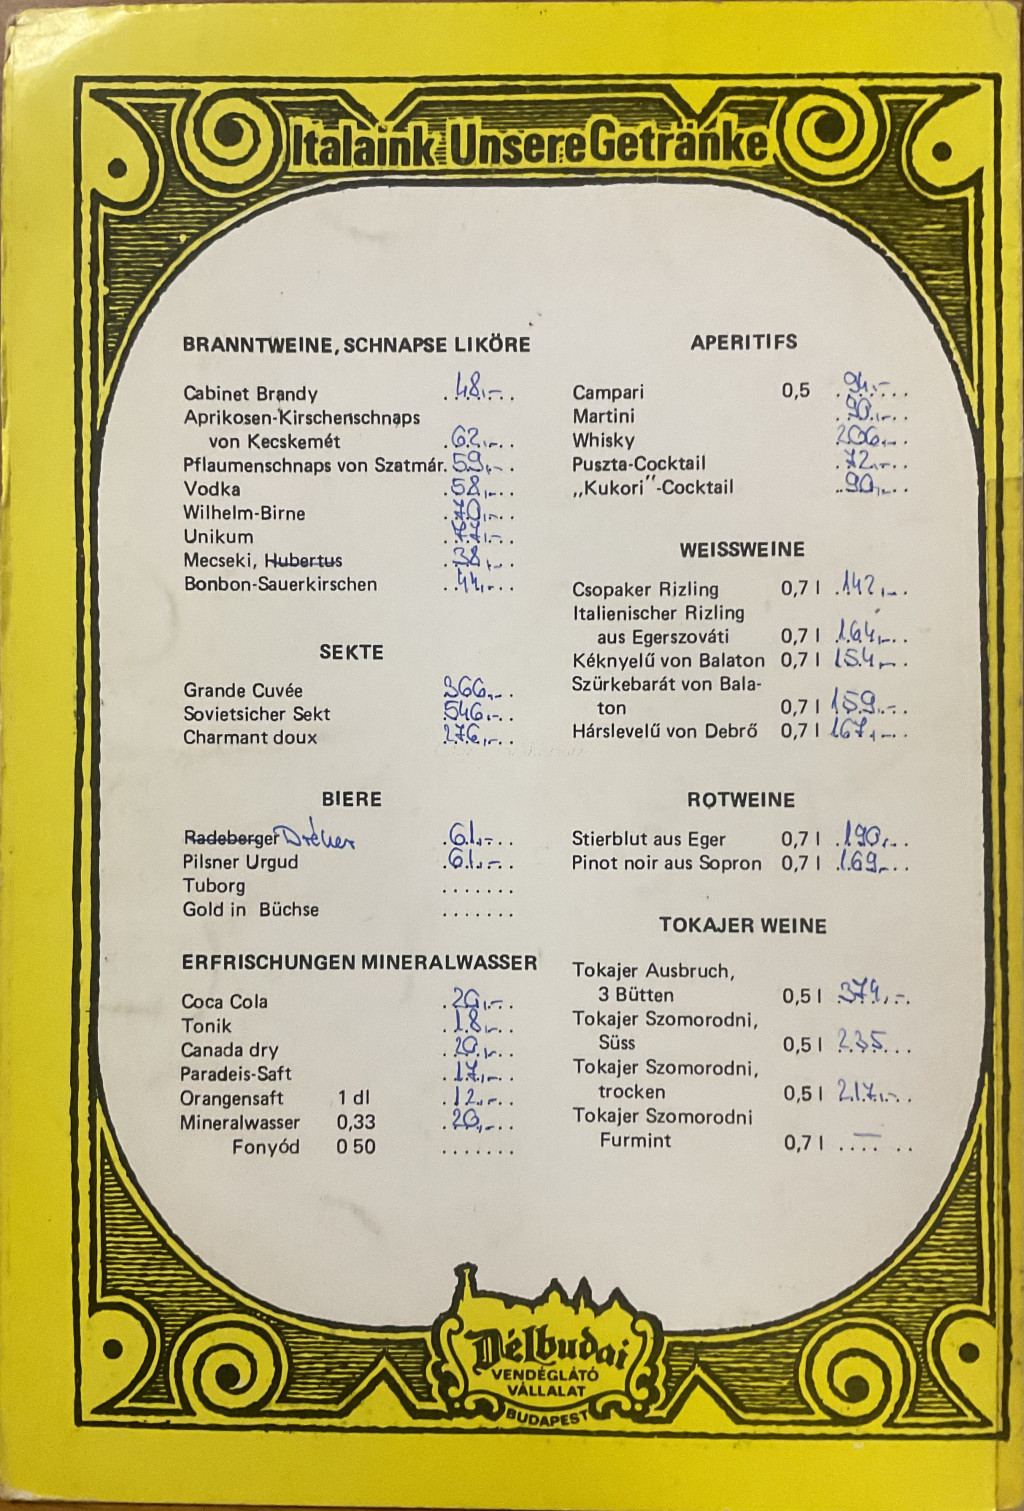 Italaink Unsere Getränke
BRANNTWEINE, SCHNAPSE LIKÖRE
Cabinet Brandy . 48,-. .
Aprikosen-Kirschenschnaps
von Kecskemét . 62,-. .
Pflaumenschnaps von Szatmár. 59,-. .
Vodka . 58,-. .
Wilhelm-Birne
Unikum
Mecseki, Hubertus . 38,-. .
Bonbon-Sauerkirschen . 44,-. .
SEKTE
Grande Cuvée 366,-. .
Sovietsicher Sekt 546,-. .
Charmant doux 276,-. .
BIERE
Radeberger Dréher . 61,-. .
Pilsner Urgud . 61,-. .
Tuborg . . . . . . .
Gold in Büchse . . . . . . .
ERFRISCHUNGEN MINERALWASSER
Coca Cola . 20,-. .
Tonik . 18,-. .
Canada dry . 20,-. .
Paradeis-Saft . 17,-. .
Orangensaft 1 dl . 12,-. .
Mineralwasser 0,33 . 20,-. .
Fonyód 0 50 . . . . . . .
APERITIFS
Campari 0,5 . 94,-. . .
Martini . 90,-. .
Whisky 206,-. .
Puszta-Cocktail . 72,-. .
„Kukori"-Cocktail . 90,-. .
WEISSWEINE
Csopaker Rizling 0,7 l . 142,-. .
Italienischer Rizling
aus Egerszováti 0,7 l . 164,-. .
Kéknyelű von Balaton 0,7 l 154,-. .
Szürkebarát von Bala-
ton 0,7 l 159,-. .
Hárslevelű von Debrő 0,7 l 167,-. .
ROTWEINE
Stierblut aus Eger 0,7 l . 190,-. .
Pinot noir aus Sopron 0,7 l . 169,-. .
TOKAJER WEINE
Tokajer Ausbruch,
3 Bütten 0,5 l . 379,-.
Tokajer Szomorodni,
Süss 0,5 l 235. . .
Tokajer Szomorodni,
trocken 0,5 l 217,-. .
Tokajer Szomorodni
Furmint 0,7 l . . — . . . .
Délbudai
VENDÉGLÁTÓ
VÁLLALAT
BUDAPEST